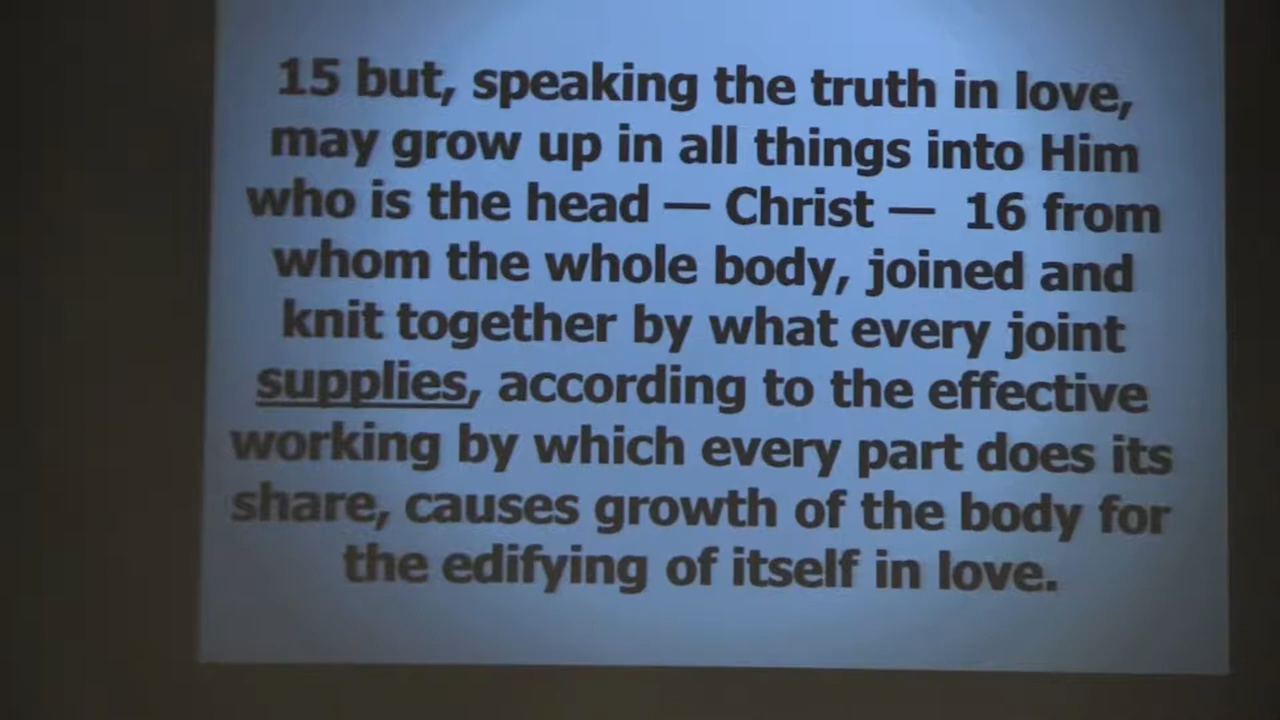 15 but, speaking the truth in love,
may grow up in all things into Him
who is the head — Christ — 16 from
whom the whole body, joined and
knit together by what every joint
supplies, according to the effective
working by which every part does its
share, causes growth of the body for
the edifying of itself in love.